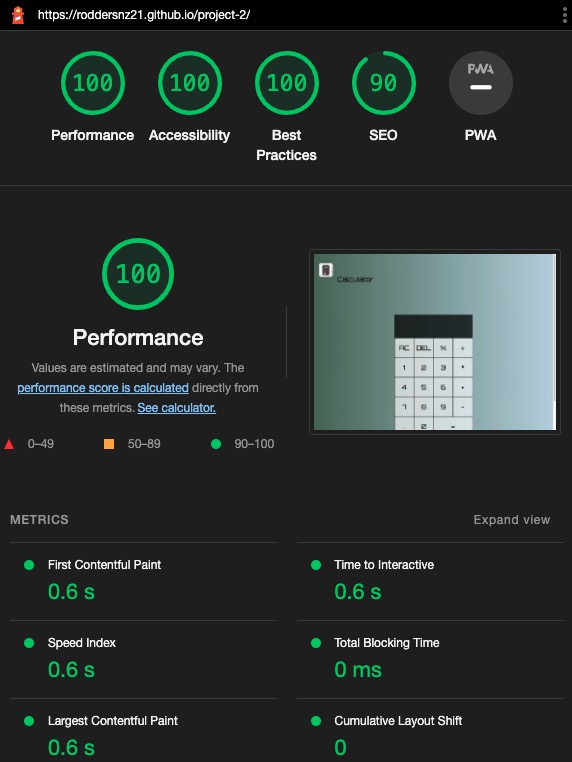 https://roddersnz21.github.io/project-2/
100 100 100 90 PWA
Performance Accessibility Best Practices SEO PWA
100
Performance
Values are estimated and may vary. The
performance score is calculated directly from
these metrics. See calculator.
0–49 50–89 90–100
Calculator
AC DEL % ÷
1 2 3 *
4 5 6 +
7 8 9 -
. 0 =
METRICS Expand view
First Contentful Paint Time to Interactive
0.6 s 0.6 s
Speed Index Total Blocking Time
0.6 s 0 ms
Largest Contentful Paint Cumulative Layout Shift
0.6 s 0